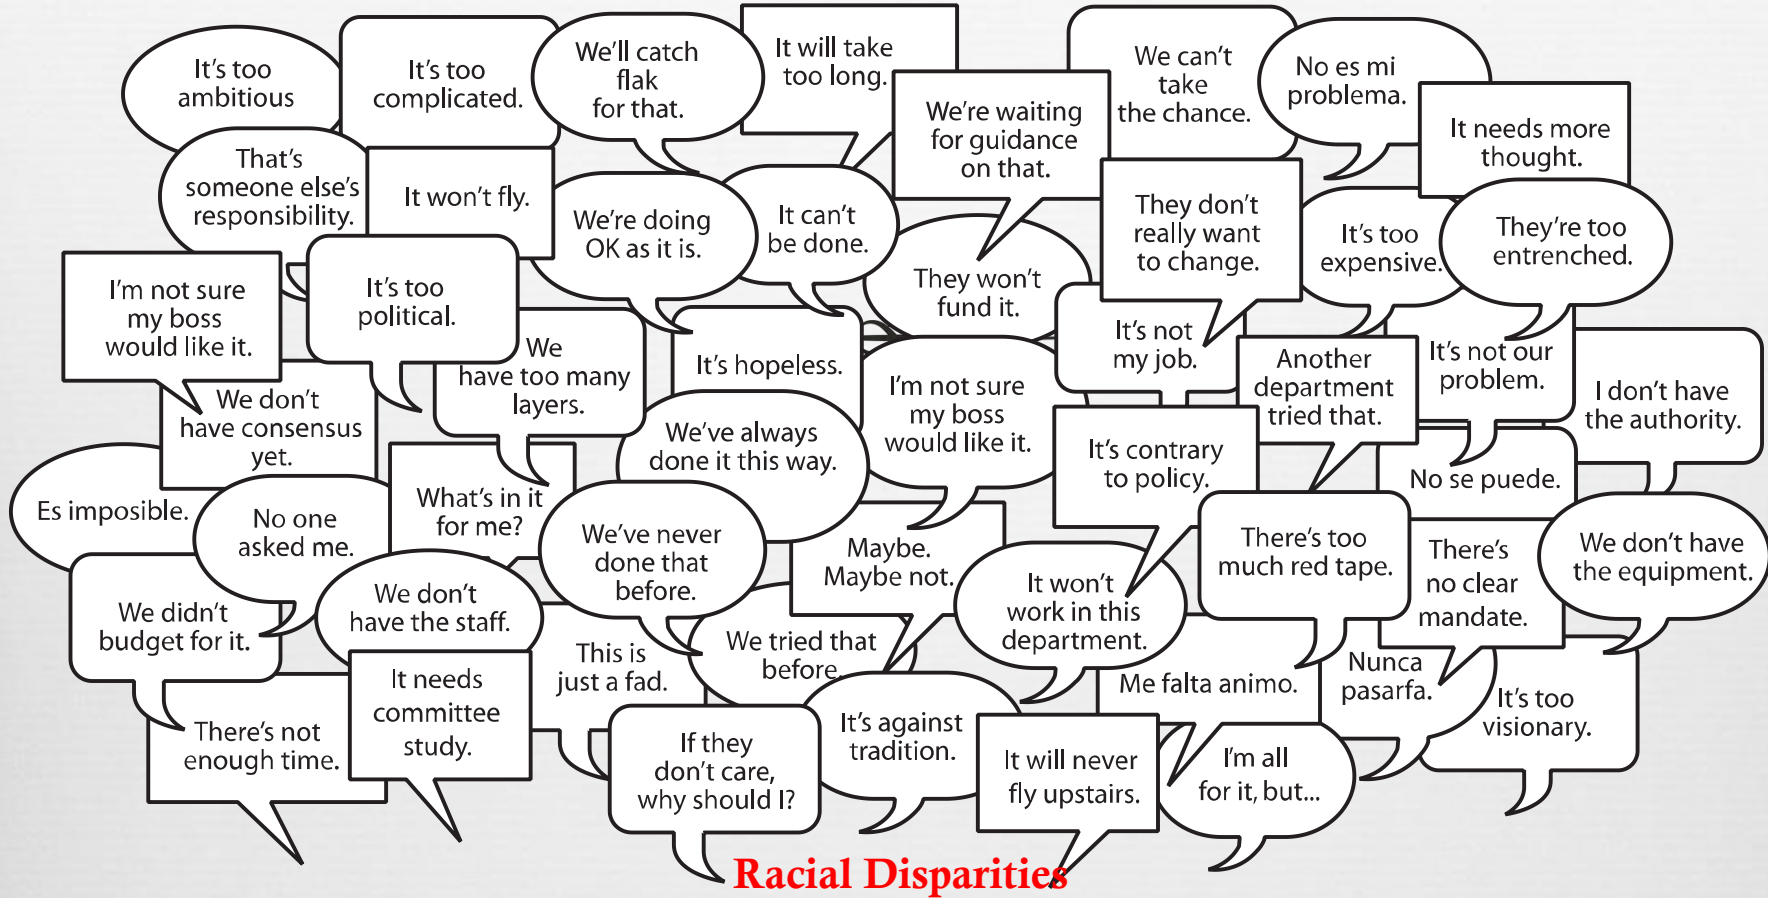 It's too
ambitious
It's too
complicated.
We'll catch
flak
for that.
It will take
too long.
We're waiting
for guidance
on that.
We can't
take
the chance.
No es mi
problema.
It needs more
thought.
That's
someone else's
responsibility.
It won't fly.
We're doing
OK as it is.
It can't
be done.
They won't
fund it.
They don't
really want
to change.
It's too
expensive.
They're too
entrenched.
I'm not sure
my boss
would like it.
It's too
political.
We
have too many
layers.
It's hopeless.
I'm not sure
my boss
would like it.
It's not
my job.
Another
department
tried that.
It's not our
problem.
I don't have
the authority.
We don't
have consensus
yet.
We've always
done it this way.
It's contrary
to policy.
No se puede.
Es imposible.
No one
asked me.
What's in it
for me?
We've never
done that
before.
Maybe.
Maybe not.
It won't
work in this
department.
There's too
much red tape.
There's
no clear
mandate.
We don't have
the equipment.
We didn't
budget for it.
We don't
have the staff.
This is
just a fad.
We tried that
before.
Me falta animo.
Nunca
pasarfa.
It's too
visionary.
There's not
enough time.
It needs
committee
study.
If they
don't care,
why should I?
It's against
tradition.
It will never
fly upstairs.
I'm all
for it, but...
Racial Disparities